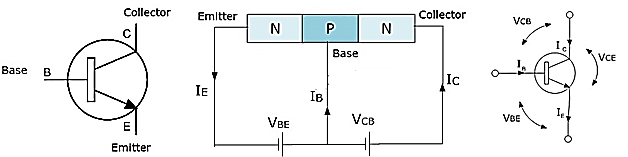 Collector
C
Base B
E
Emitter
Emitter
Collector
N P N
Base
IE
IB
IC
VBE
VCB
VCB
IC
VCE
IB
VBE
IE